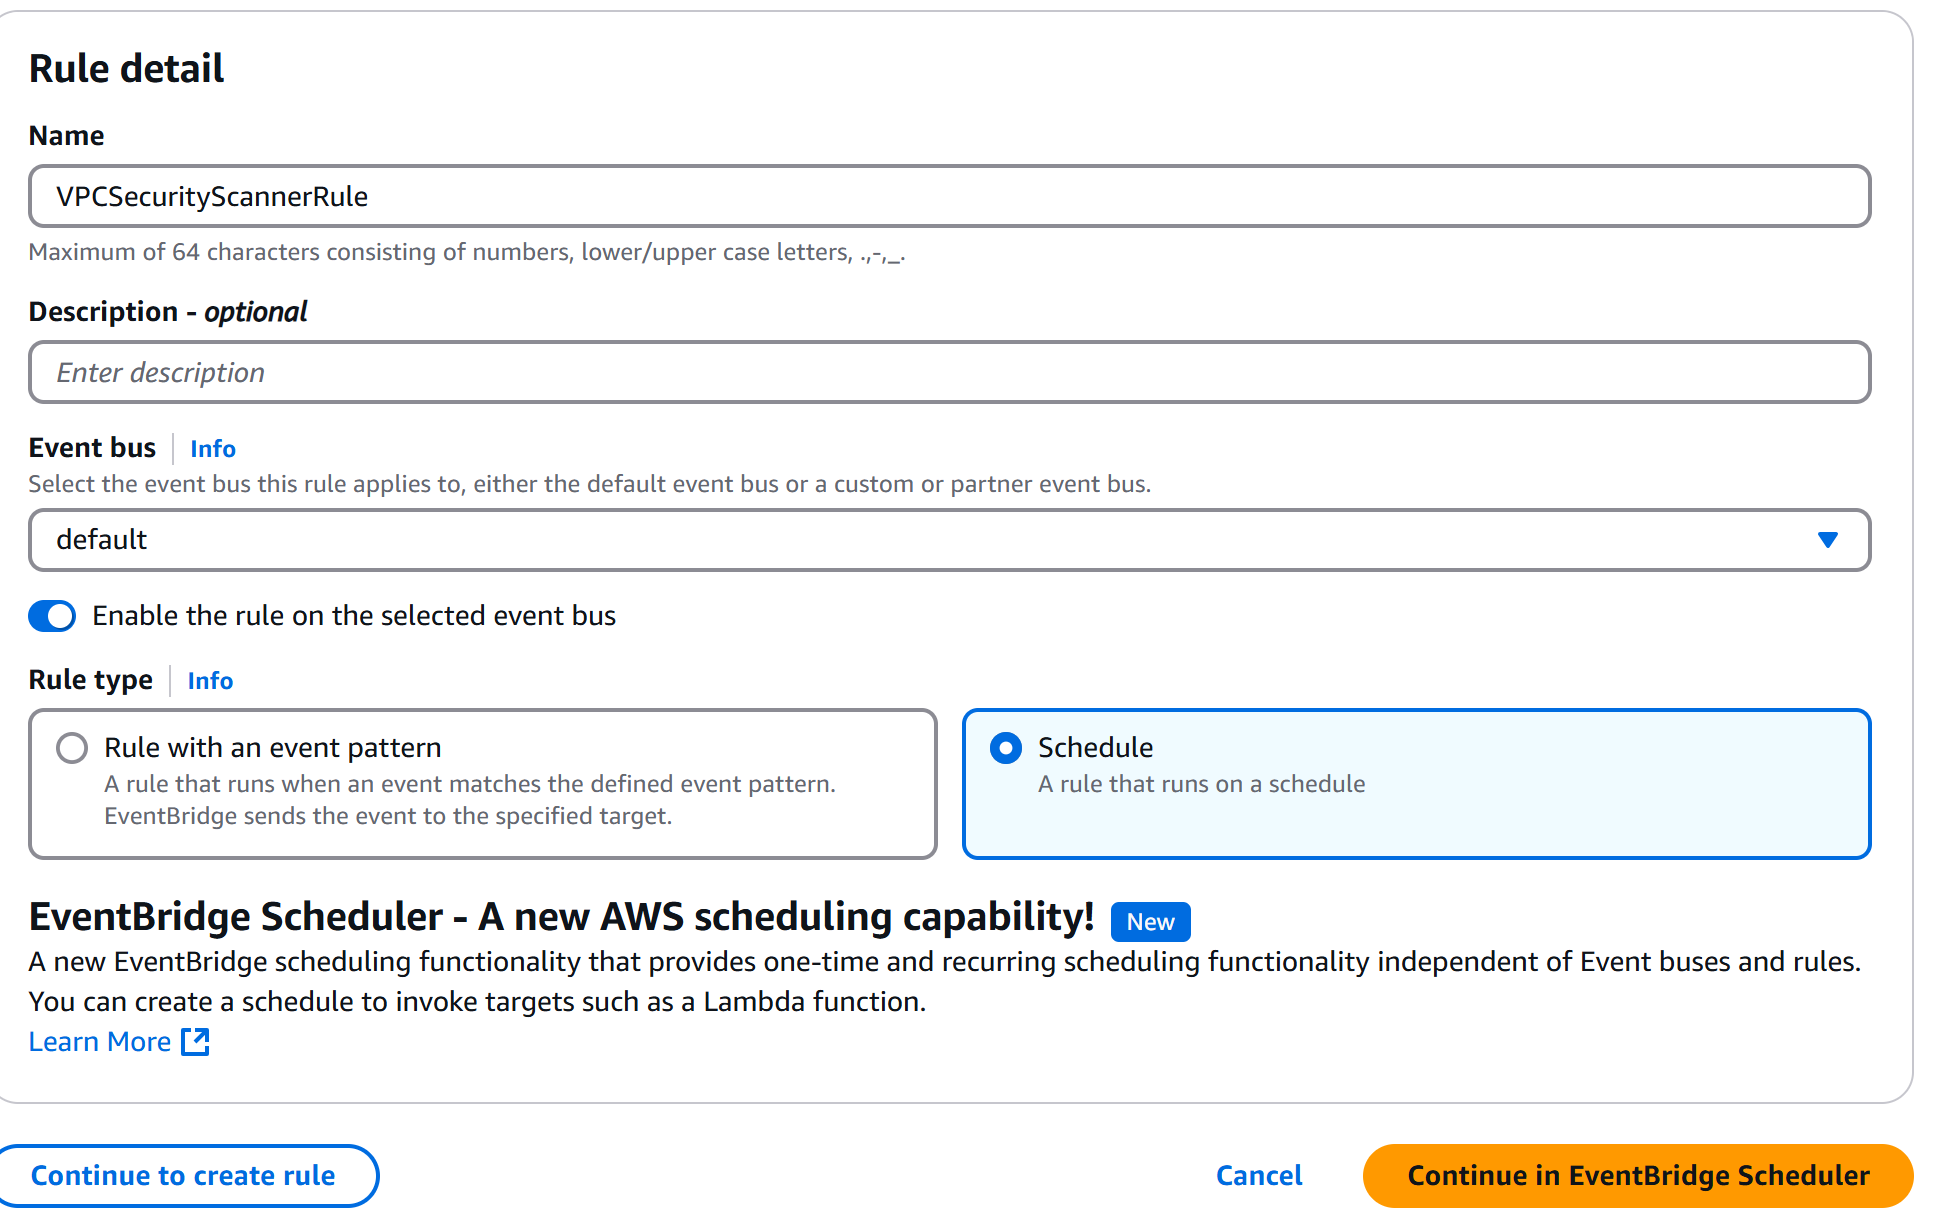 Rule detail
Name
VPCSecurityScannerRule
Maximum of 64 characters consisting of numbers, lower/upper case letters, .,-,_.
Description - optional
Enter description
Event bus Info
Select the event bus this rule applies to, either the default event bus or a custom or partner event bus.
default
Enable the rule on the selected event bus
Rule type Info
Rule with an event pattern
A rule that runs when an event matches the defined event pattern.
EventBridge sends the event to the specified target.
Schedule
A rule that runs on a schedule
EventBridge Scheduler - A new AWS scheduling capability! New
A new EventBridge scheduling functionality that provides one-time and recurring scheduling functionality independent of Event buses and rules.
You can create a schedule to invoke targets such as a Lambda function.
Learn More
Continue to create rule
Cancel
Continue in EventBridge Scheduler